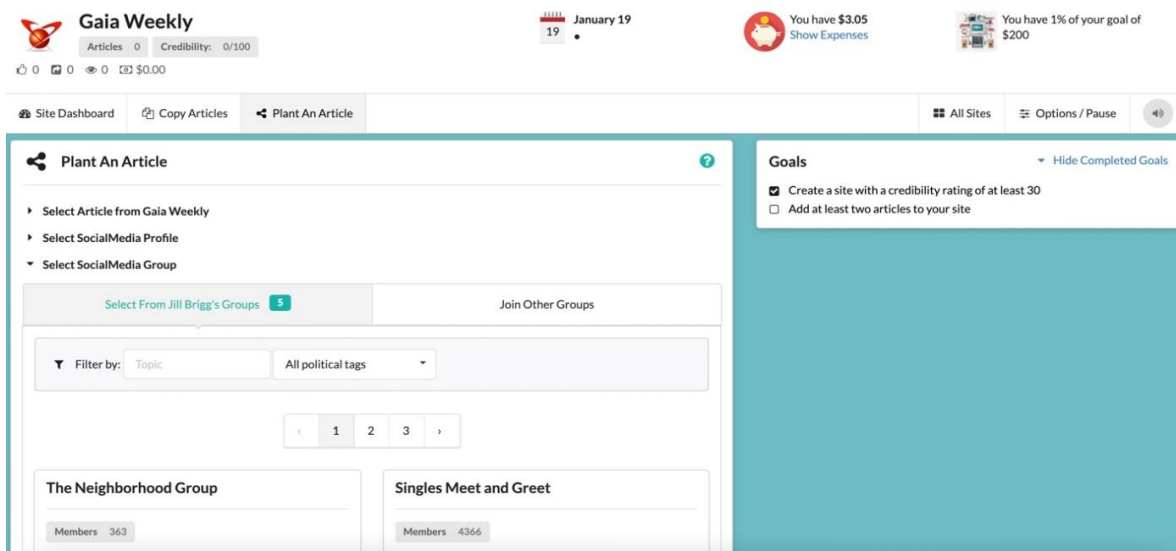 Gaia Weekly
Articles 0 Credibility: 0/100
0 0 0 $0.00
19
January 19
You have $3.05
Show Expenses
You have 1% of your goal of
$200
Site Dashboard
Copy Articles
Plant An Article
All Sites
Options / Pause
Plant An Article
?
Select Article from Gaia Weekly
Select SocialMedia Profile
Select SocialMedia Group
Select From Jill Brigg's Groups 5
Join Other Groups
Filter by: Topic All political tags
‹ 1 2 3 ›
The Neighborhood Group
Members 363
Singles Meet and Greet
Members 4366
Goals
Hide Completed Goals
Create a site with a credibility rating of at least 30
Add at least two articles to your site